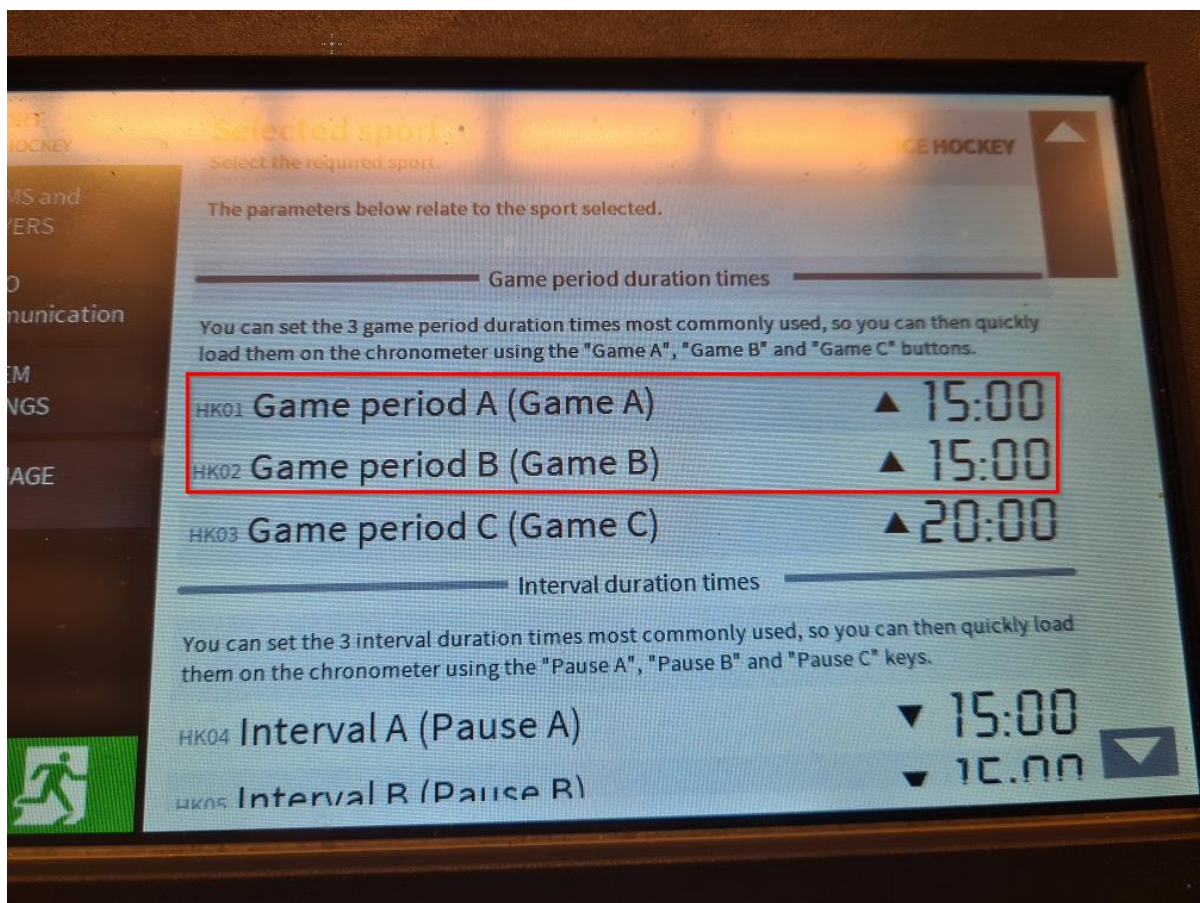 HOCKEY
Selected sport
Select the required sport.
ICE HOCKEY
The parameters below relate to the sport selected.
MS and
ERS
munication
EM
NGS
AGE
Game period duration times
You can set the 3 game period duration times most commonly used, so you can then quickly
load them on the chronometer using the "Game A", "Game B" and "Game C" buttons.
HK01 Game period A (Game A) ▲ 15:00
HK02 Game period B (Game B) ▲ 15:00
HK03 Game period C (Game C) ▲ 20:00
Interval duration times
You can set the 3 interval duration times most commonly used, so you can then quickly load
them on the chronometer using the "Pause A", "Pause B" and "Pause C" keys.
HK04 Interval A (Pause A) ▼ 15:00
HK05 Interval B (Pause B) ▼